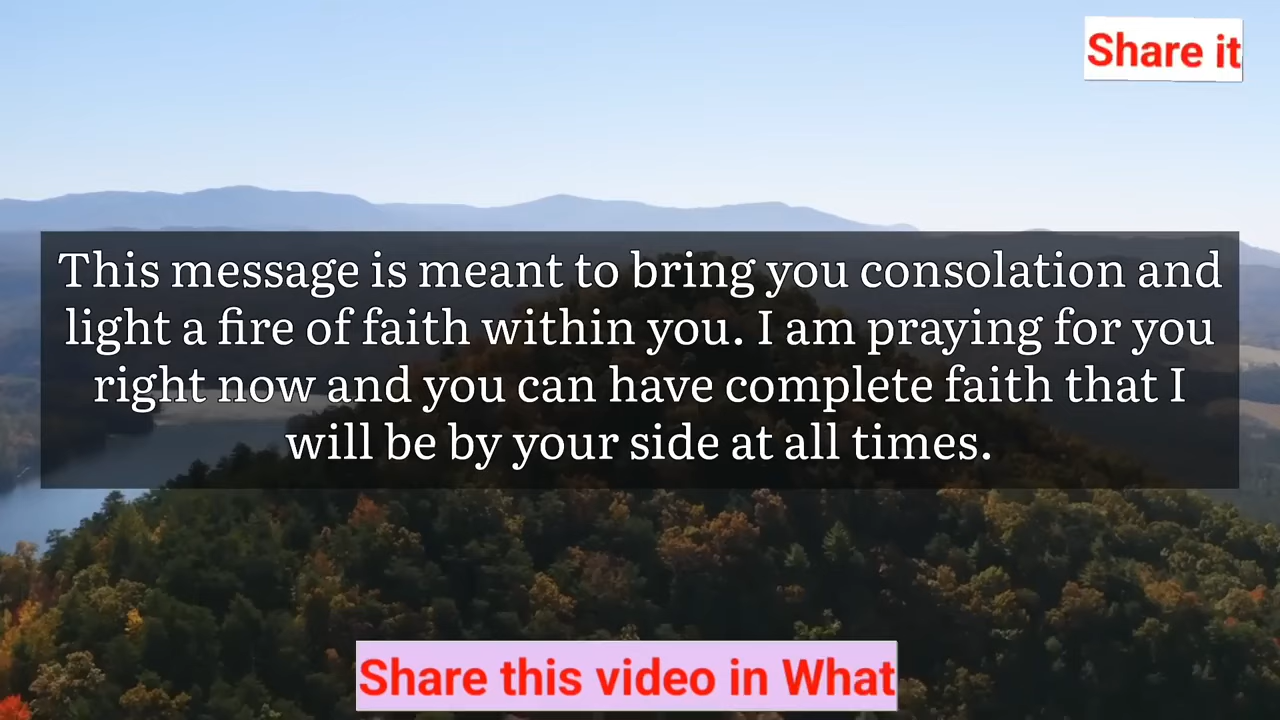 Share it
This message is meant to bring you consolation and
light a fire of faith within you. I am praying for you
right now and you can have complete faith that I
will be by your side at all times.
Share this video in What